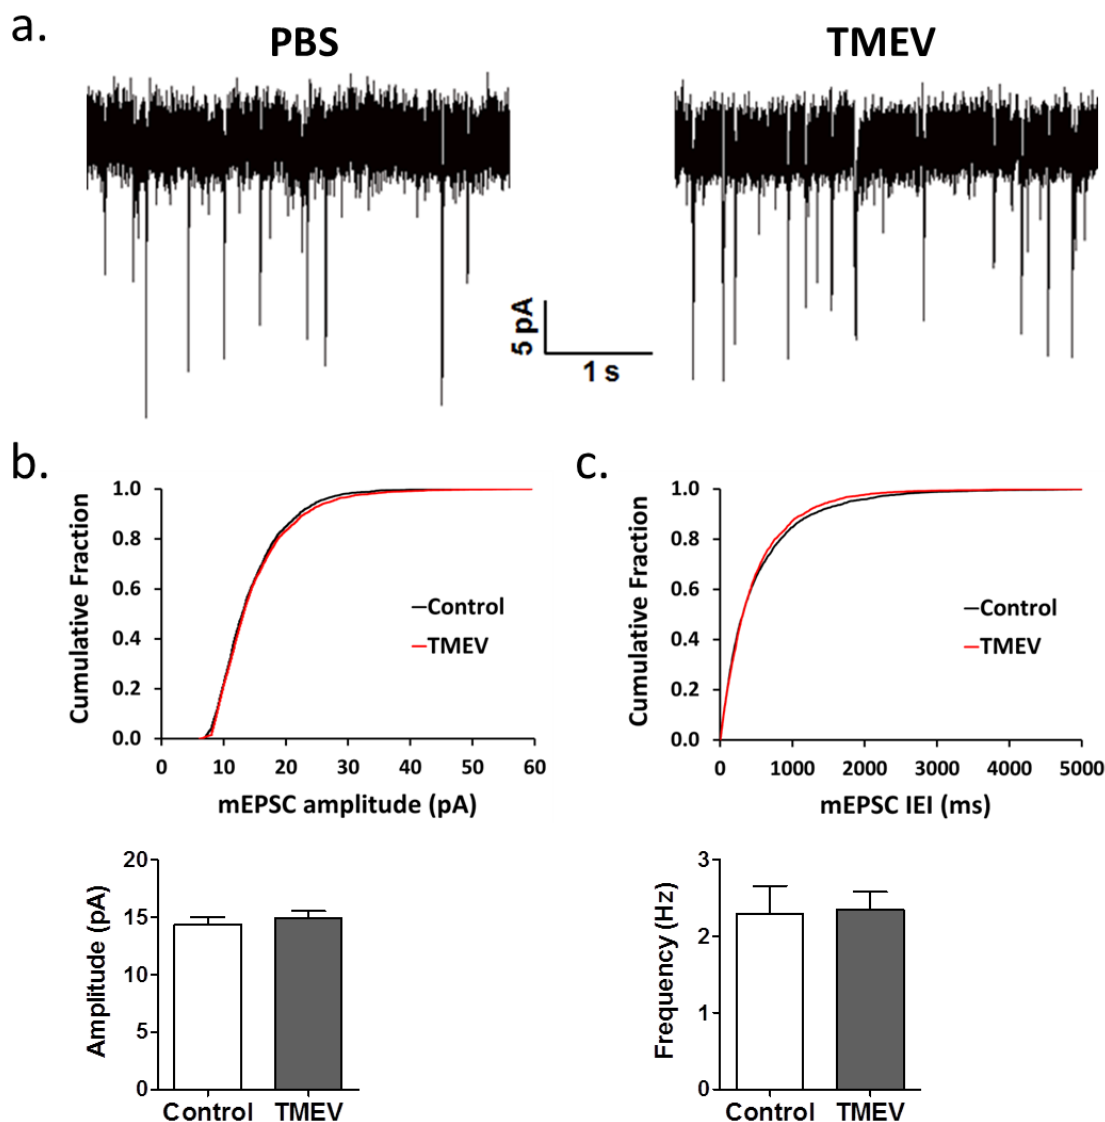 a.
PBS
TMEV
5 pA
1 s
b.
Cumulative Fraction
1.0
0.8
0.6
0.4
0.2
0.0
Control
TMEV
0 10 20 30 40 50 60
mEPSC amplitude (pA)
c.
Cumulative Fraction
1.0
0.8
0.6
0.4
0.2
0.0
Control
TMEV
0 1000 2000 3000 4000 5000
mEPSC IEI (ms)
Amplitude (pA)
20
15
10
5
0
Control TMEV
Frequency (Hz)
3
2
1
0
Control TMEV